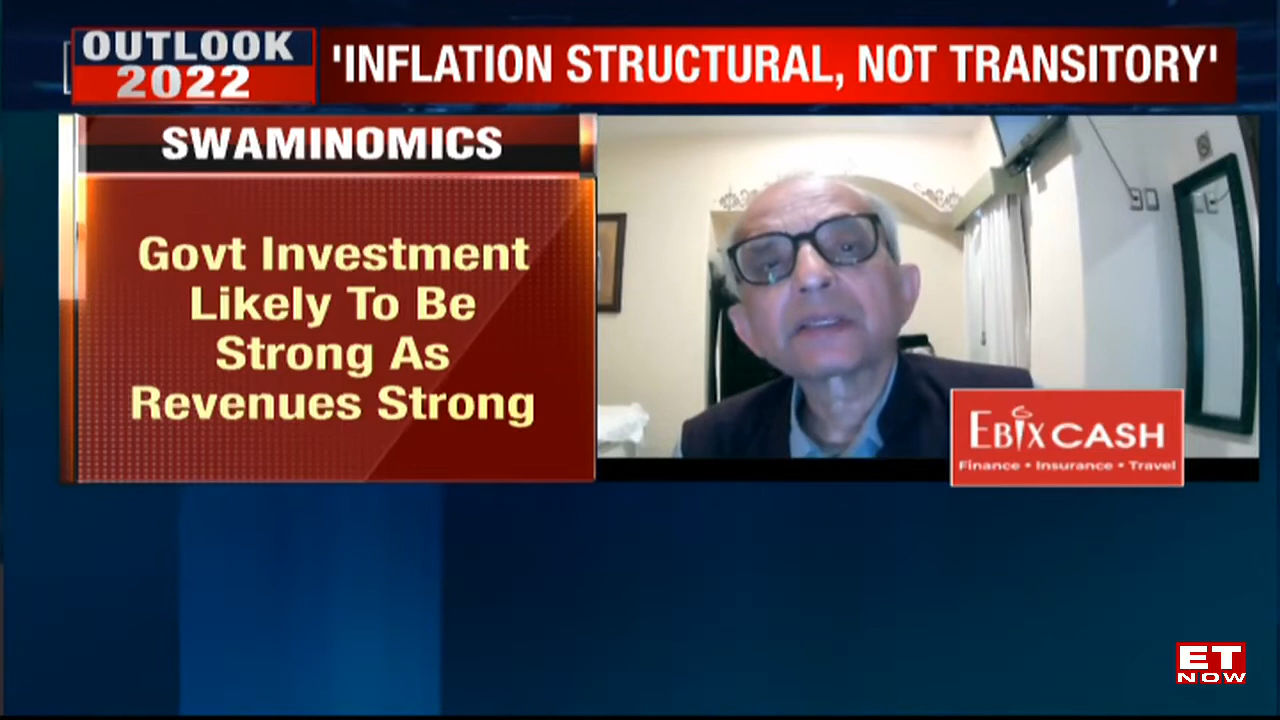 OUTLOOK
2022
'INFLATION STRUCTURAL, NOT TRANSITORY'
SWAMINOMICS
Govt Investment
Likely To Be
Strong As
Revenues Strong
EBIXCASH
Finance • Insurance • Travel
ET
NOW